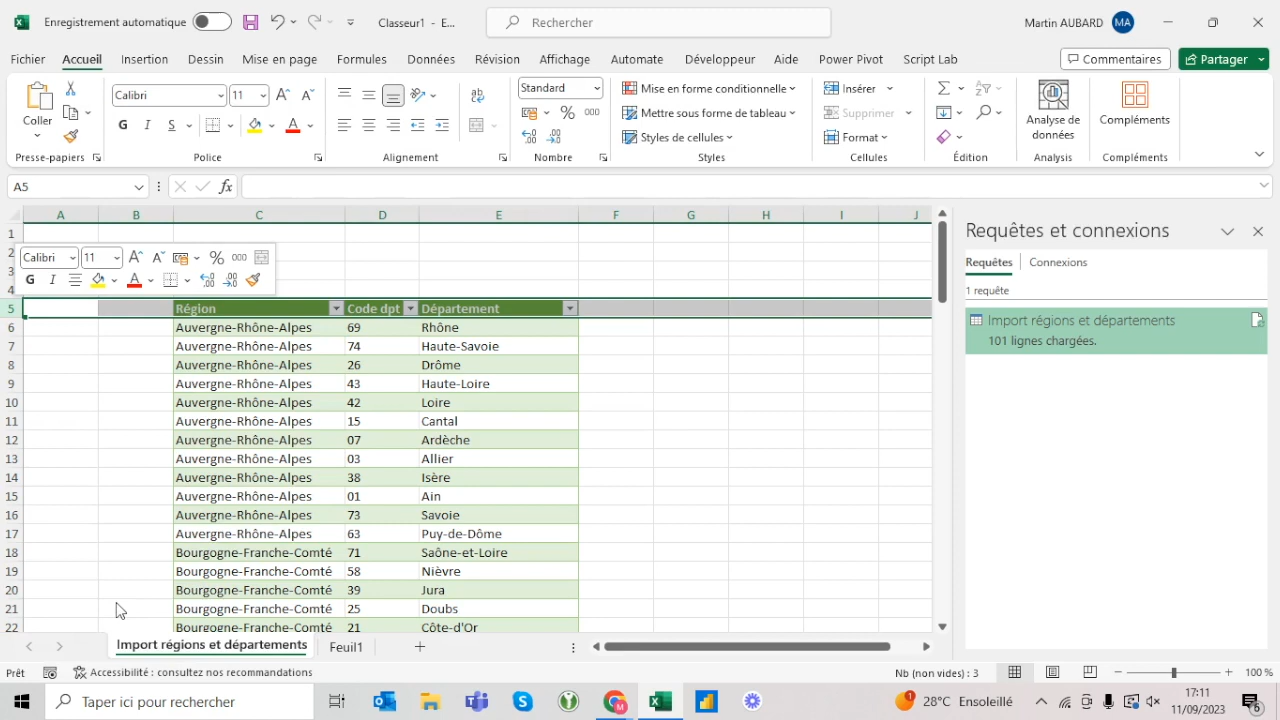 Enregistrement automatique Classeur1 - E... Rechercher Martin AUBARD MA
Fichier Accueil Insertion Dessin Mise en page Formules Données Révision Affichage Automate Développeur Aide Power Pivot Script Lab Commentaires Partager
Coller
Calibri 11
G I S A
Standard
% 000
Mise en forme conditionnelle
Mettre sous forme de tableau
Styles de cellules
Insérer
Supprimer
Format
Analyse de
données
Compléments
Presse-papiers Police Alignement Nombre Styles Cellules Édition Analysis Compléments
A5 fx
A B C D E F G H I J
1
2
3
4
Calibri 11 A A % 000
G I A
5 Région Code dpt Département
6 Auvergne-Rhône-Alpes 69 Rhône
7 Auvergne-Rhône-Alpes 74 Haute-Savoie
8 Auvergne-Rhône-Alpes 26 Drôme
9 Auvergne-Rhône-Alpes 43 Haute-Loire
10 Auvergne-Rhône-Alpes 42 Loire
11 Auvergne-Rhône-Alpes 15 Cantal
12 Auvergne-Rhône-Alpes 07 Ardèche
13 Auvergne-Rhône-Alpes 03 Allier
14 Auvergne-Rhône-Alpes 38 Isère
15 Auvergne-Rhône-Alpes 01 Ain
16 Auvergne-Rhône-Alpes 73 Savoie
17 Auvergne-Rhône-Alpes 63 Puy-de-Dôme
18 Bourgogne-Franche-Comté 71 Saône-et-Loire
19 Bourgogne-Franche-Comté 58 Nièvre
20 Bourgogne-Franche-Comté 39 Jura
21 Bourgogne-Franche-Comté 25 Doubs
22 Bourgogne-Franche-Comté 21 Côte-d'Or
Requêtes et connexions
Requêtes Connexions
1 requête
Import régions et départements
101 lignes chargées.
Import régions et départements Feuil1
Prêt Accessibilité : consultez nos recommandations Nb (non vides) : 3 100 %
Taper ici pour rechercher 28°C Ensoleillé 17:11
11/09/2023